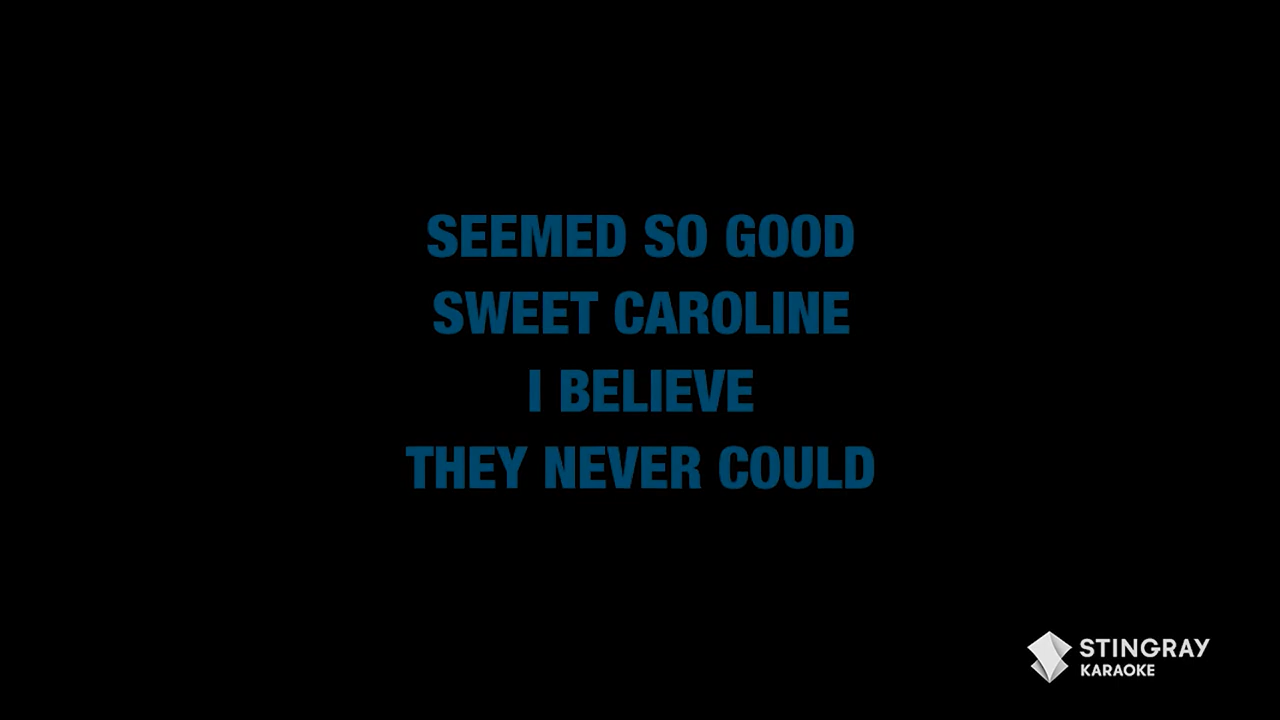 SEEMED SO GOOD
SWEET CAROLINE
I BELIEVE
THEY NEVER COULD
STINGRAY
KARAOKE